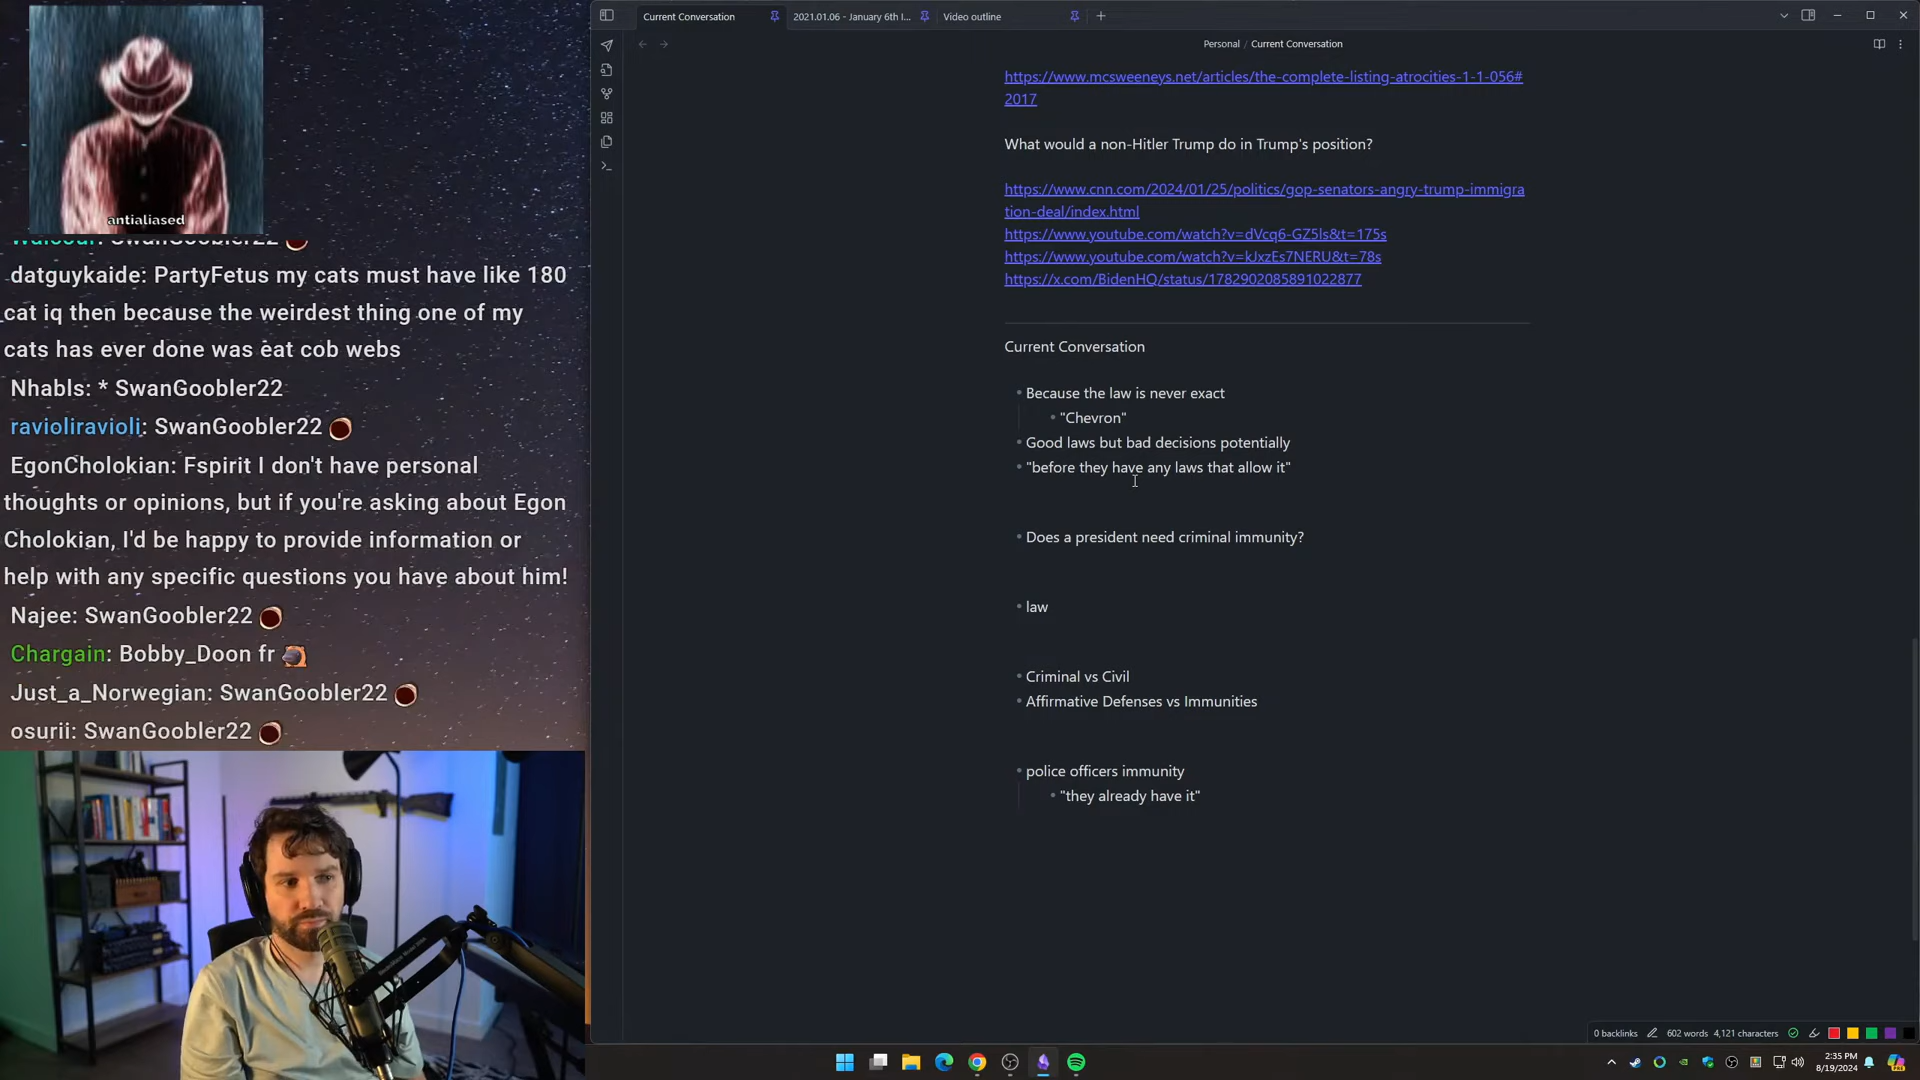 antialiased
SwanGoobler22
datguykaide: PartyFetus my cats must have like 180
cat iq then because the weirdest thing one of my
cats has ever done was eat cob webs
Nhabls: * SwanGoobler22
ravioliravioli: SwanGoobler22
EgonCholokian: Fspirit I don't have personal
thoughts or opinions, but if you're asking about Egon
Cholokian, I'd be happy to provide information or
help with any specific questions you have about him!
Najee: SwanGoobler22
Chargain: Bobby_Doon fr
Just_a_Norwegian: SwanGoobler22
osurii: SwanGoobler22
Current Conversation
2021.01.06 - January 6th I...
Video outline
Personal / Current Conversation
https://www.mcsweeneys.net/articles/the-complete-listing-atrocities-1-1-056#
2017
What would a non-Hitler Trump do in Trump's position?
https://www.cnn.com/2024/01/25/politics/gop-senators-angry-trump-immigra
tion-deal/index.html
https://www.youtube.com/watch?v=dVcq6-GZ5ls&t=175s
https://www.youtube.com/watch?v=kJxzEs7NERU&t=78s
https://x.com/BidenHQ/status/1782902085891022877
Current Conversation
Because the law is never exact
"Chevron"
Good laws but bad decisions potentially
"before they have any laws that allow it"
Does a president need criminal immunity?
law
Criminal vs Civil
Affirmative Defenses vs Immunities
police officers immunity
"they already have it"
0 backlinks
602 words 4,121 characters
2:35 PM
8/19/2024